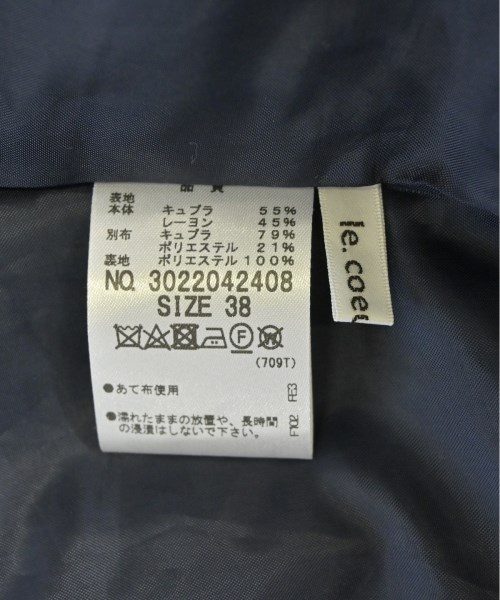 品質
表地
本体 キュプラ 55%
レーヨン 45%
別布 キュプラ 79%
ポリエステル 21%
裏地 ポリエステル 100%
NO. 3022042408
SIZE 38
F W
(709T)
●あて布使用
●濡れたままの放置や、長時間
の浸漬はしないで下さい。
FE3
F102